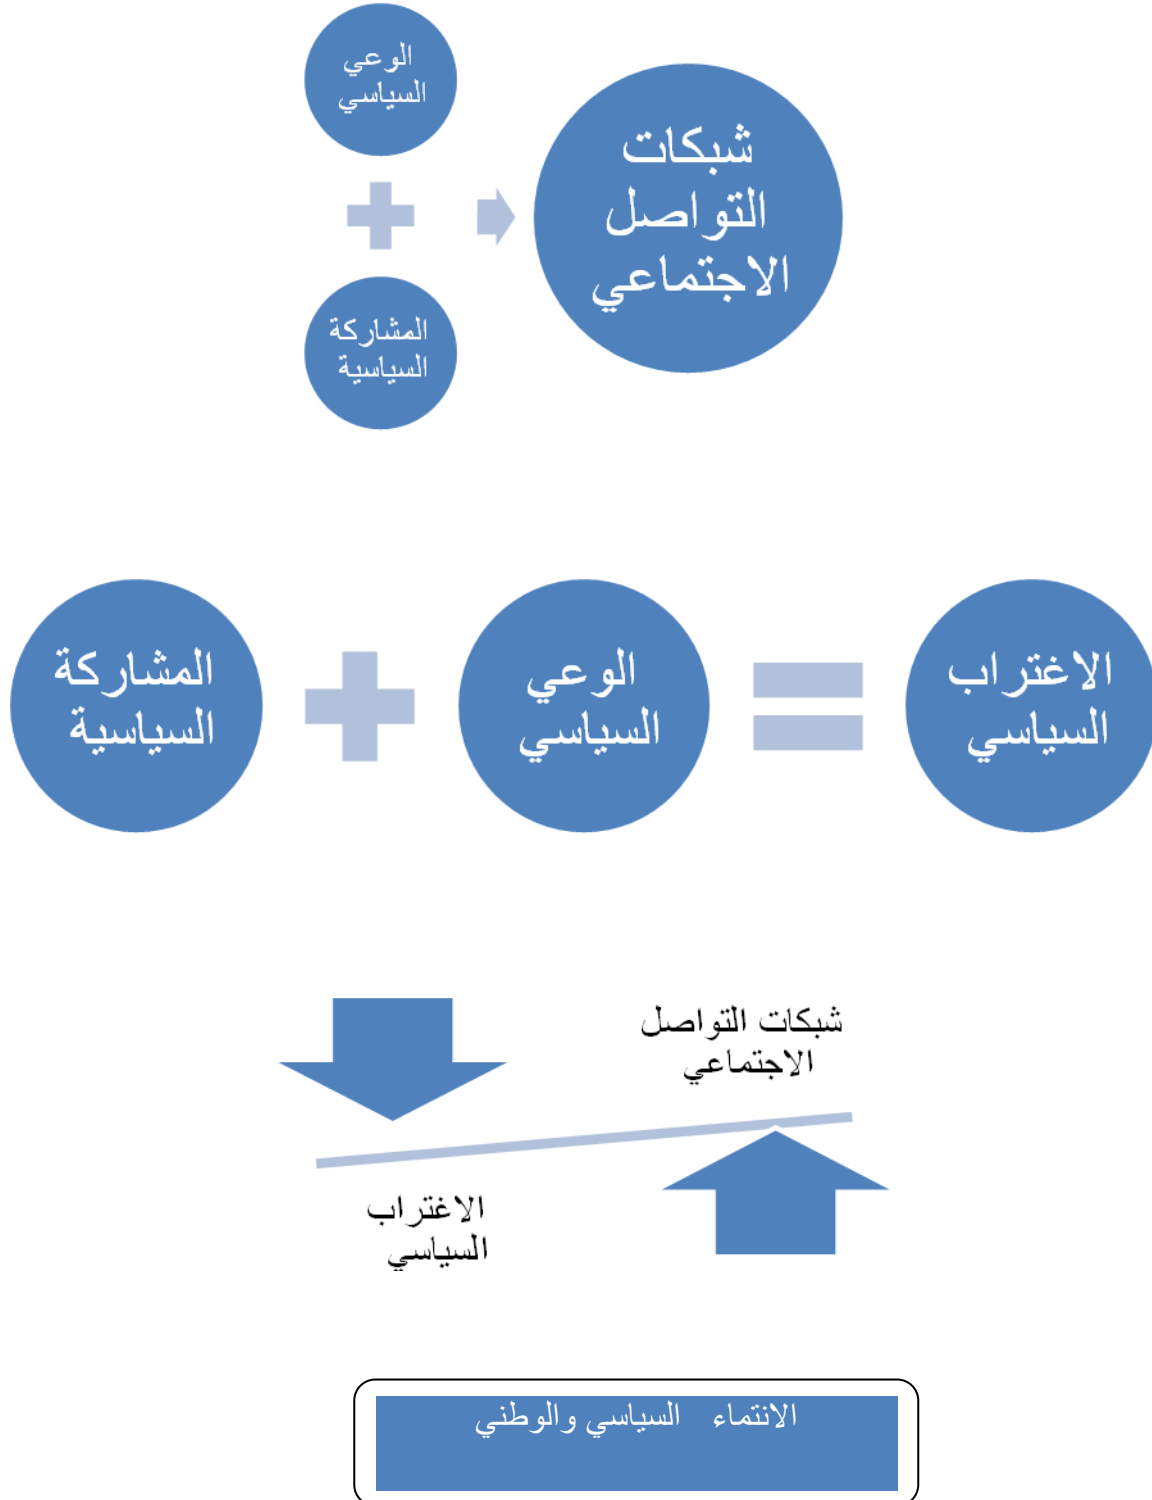 الوعي
السياسي
المشاركة
السياسية
شبكات
التواصل
الاجتماعي
المشاركة
السياسية
الوعي
السياسي
الاغتراب
السياسي
شبكات التواصل
الاجتماعي
الاغتراب
السياسي
الانتماء السياسي والوطني